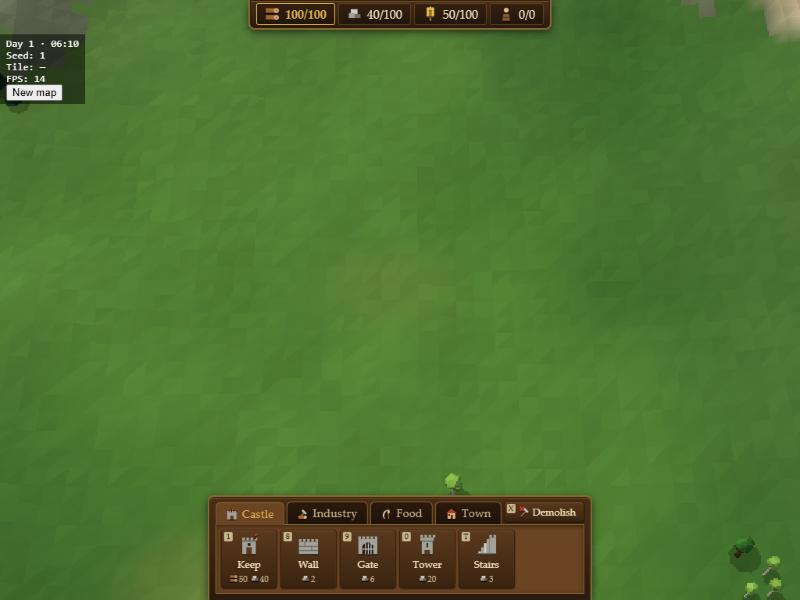 100/100 40/100 50/100 0/0
Day 1 · 06:10
Seed: 1
Tile: —
FPS: 14
New map
Castle Industry Food Town X Demolish
1 8 9 0 T
Keep Wall Gate Tower Stairs
50 40 2 6 20 3